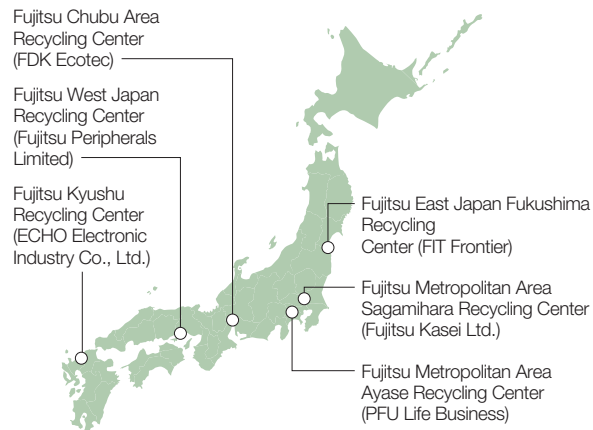 Fujitsu Chubu Area
Recycling Center
(FDK Ecotec)
Fujitsu West Japan
Recycling Center
(Fujitsu Peripherals
Limited)
Fujitsu Kyushu
Recycling Center
(ECHO Electronic
Industry Co., Ltd.)
Fujitsu East Japan Fukushima
Recycling
Center (FIT Frontier)
Fujitsu Metropolitan Area
Sagamihara Recycling Center
(Fujitsu Kasei Ltd.)
Fujitsu Metropolitan Area
Ayase Recycling Center
(PFU Life Business)